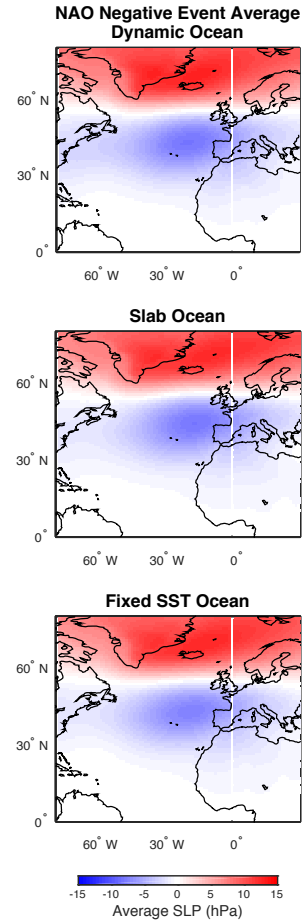 NAO Negative Event Average
Dynamic Ocean
60° N
30° N
0°
60° W
30° W
0°
Slab Ocean
60° N
30° N
0°
60° W
30° W
0°
Fixed SST Ocean
60° N
30° N
0°
60° W
30° W
0°
-15
-10
-5
0
5
10
15
Average SLP (hPa)